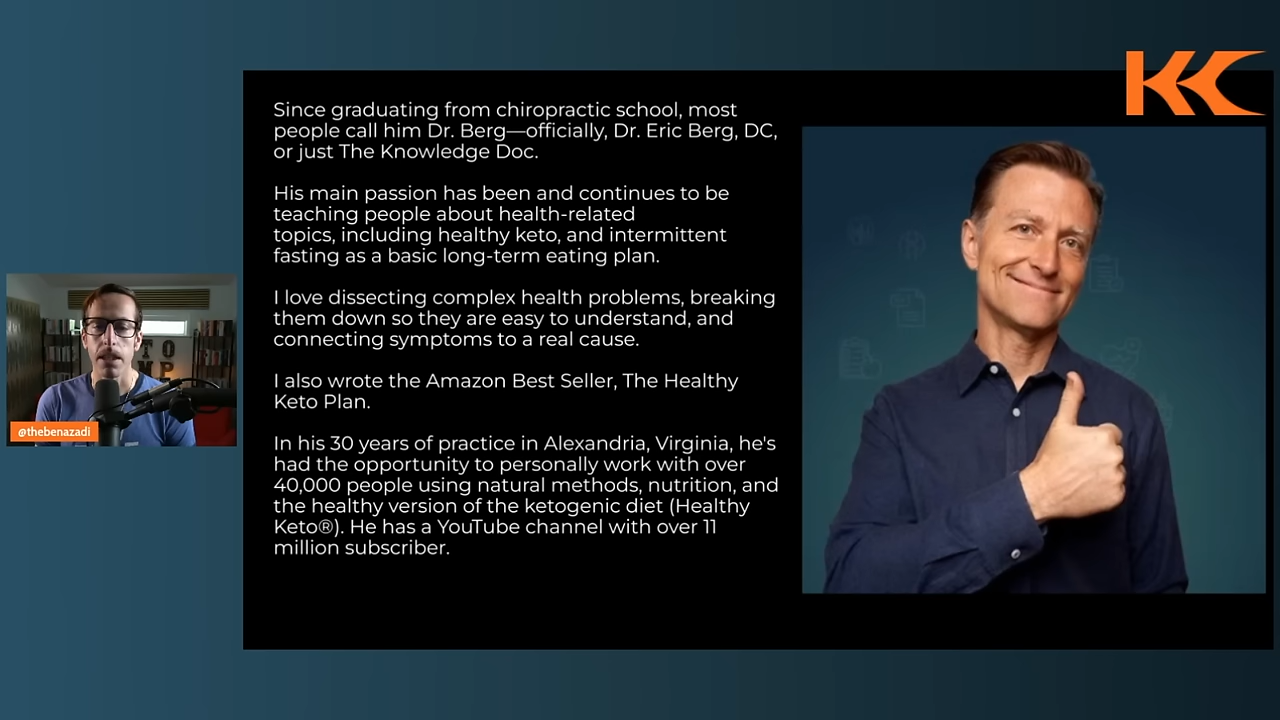 KC
Since graduating from chiropractic school, most
people call him Dr. Berg—officially, Dr. Eric Berg, DC,
or just The Knowledge Doc.
His main passion has been and continues to be
teaching people about health-related
topics, including healthy keto, and intermittent
fasting as a basic long-term eating plan.
I love dissecting complex health problems, breaking
them down so they are easy to understand, and
connecting symptoms to a real cause.
I also wrote the Amazon Best Seller, The Healthy
Keto Plan.
In his 30 years of practice in Alexandria, Virginia, he's
had the opportunity to personally work with over
40,000 people using natural methods, nutrition, and
the healthy version of the ketogenic diet (Healthy
Keto®). He has a YouTube channel with over 11
million subscriber.
@thebenazadi